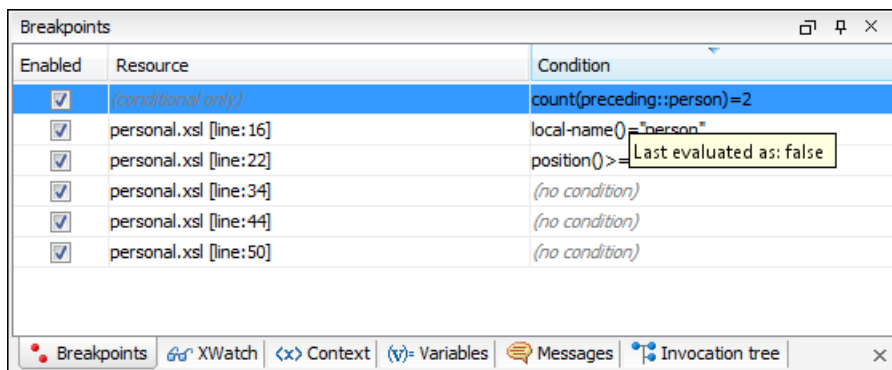 Breakpoints
Enabled Resource Condition
(conditional only) count(preceding::person)=2
personal.xsl [line:16] local-name()="person"
personal.xsl [line:22] position()>=
Last evaluated as: false
personal.xsl [line:34] (no condition)
personal.xsl [line:44] (no condition)
personal.xsl [line:50] (no condition)
Breakpoints XWatch <x> Context (v)= Variables Messages Invocation tree